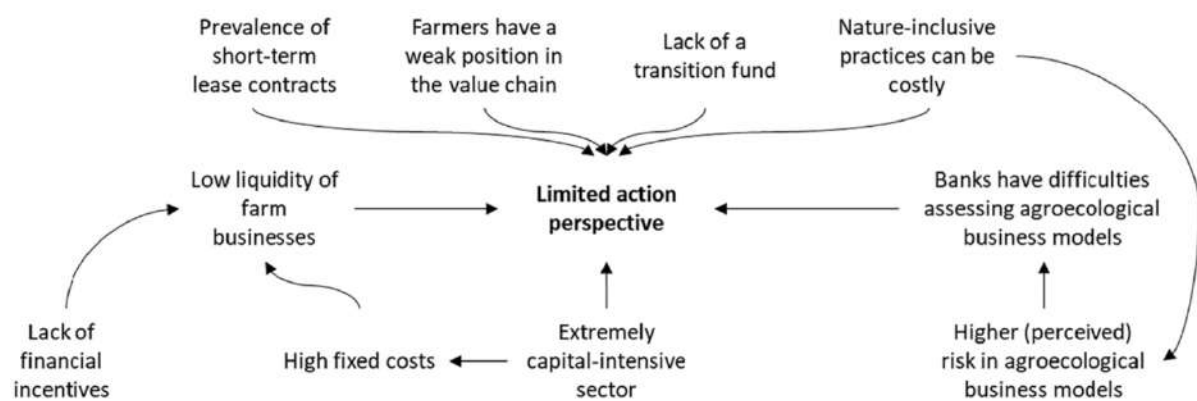 Prevalence of
short-term
lease contracts
Farmers have a
weak position in
the value chain
Lack of a
transition fund
Nature-inclusive
practices can be
costly
Low liquidity of
farm
businesses
Limited action
perspective
Banks have difficulties
assessing agroecological
business models
Lack of
financial
incentives
High fixed costs
Extremely
capital-intensive
sector
Higher (perceived)
risk in agroecological
business models